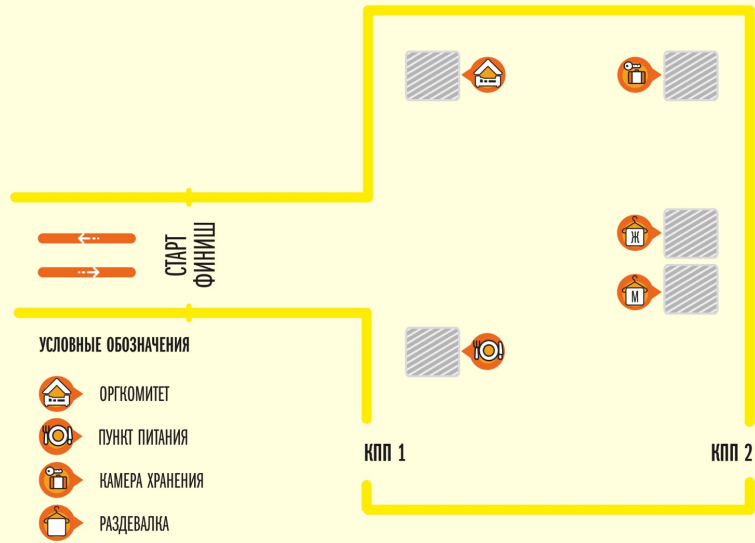 Ж
М
СТАРТ
ФИНИШ
УСЛОВНЫЕ ОБОЗНАЧЕНИЯ
ОРГКОМИТЕТ
ПУНКТ ПИТАНИЯ
КАМЕРА ХРАНЕНИЯ
РАЗДЕВАЛКА
КПП 1
КПП 2